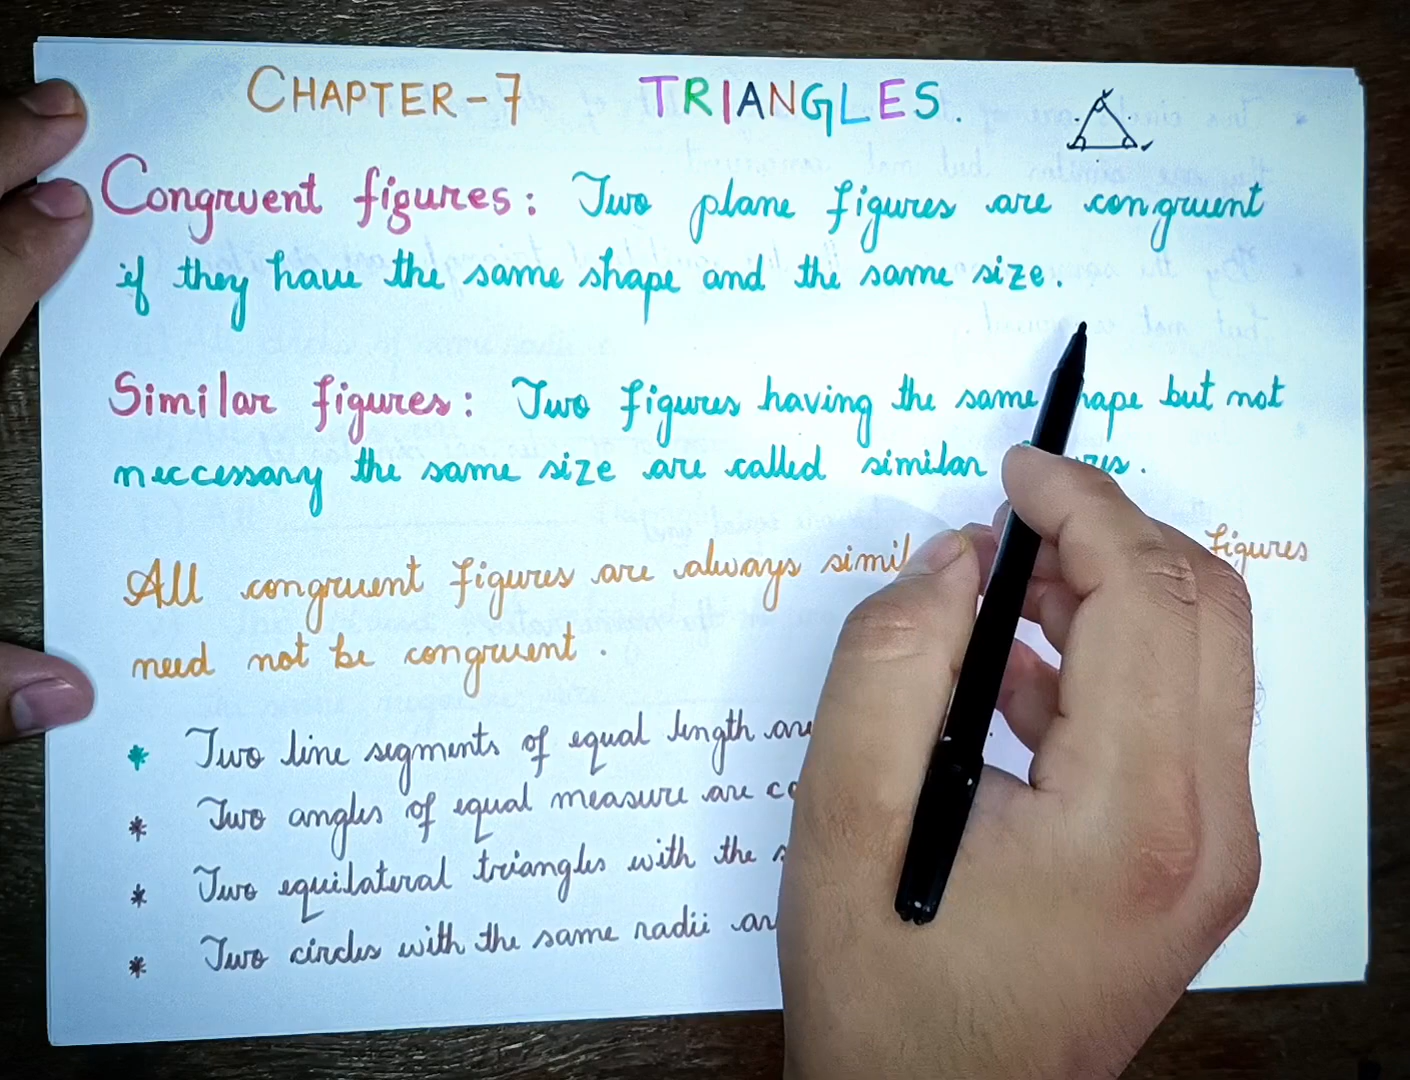 CHAPTER-7 TRIANGLES.
Congruent figures: Two plane figures are congruent
if they have the same shape and the same size.
Similar figures: Two figures having the same shape but not
neccessary the same size are called similar
All congruent figures are always figures
need not be congruent.
* Two line segments of equal length are
* Two angles of equal measure are
* Two equilateral triangles with the
* Two circles with the same radii are